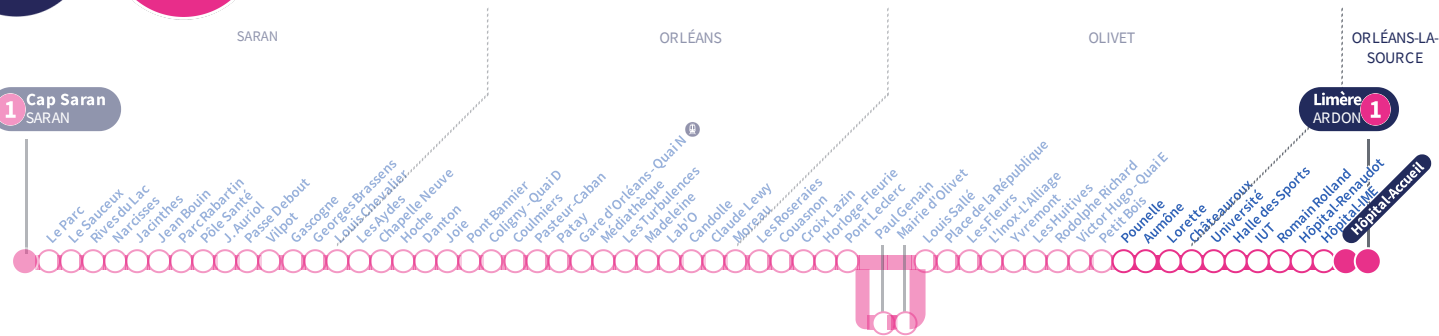 SARAN
ORLÉANS
OLIVET
ORLÉANS-LA-
SOURCE
1
Cap Saran
SARAN
Limère
ARDON
1
Le Parc
Le Sauceux
Rives du Lac
Narcisses
Jacinthes
Jean Bouin
Parc Rabartin
Pôle Santé
J. Auriol
Passe Debout
Vilpot
Gascogne
Georges Brassens
Louis Chevalier
Les Aydes
Chapelle Neuve
Hoche
Danton
Joie
Pont Bannier
Coligny - Quai D
Coulmiers
Pasteur-Caban
Patay
Gare d'Orléans - Quai N
Médiathèque
Les Turbulences
Madeleine
Lab'O
Candolle
Claude Lewy
Moreau
Les Roseraies
Couasnon
Croix Lazin
Horloge Fleurie
Pont Leclerc
Paul Genain
Mairie d'Olivet
Louis Sallé
Place de la République
Les Fleurs
L'Inox-L'Alliage
Yvremont
Les Huitives
Rodolphe Richard
Victor Hugo - Quai E
Petit Bois
Pounelle
Aumône
Lorette
Châteauroux
Université
Halle des Sports
IUT
Romain Rolland
Hôpital-Renaudot
Hôpital-IME
Hôpital-Accueil